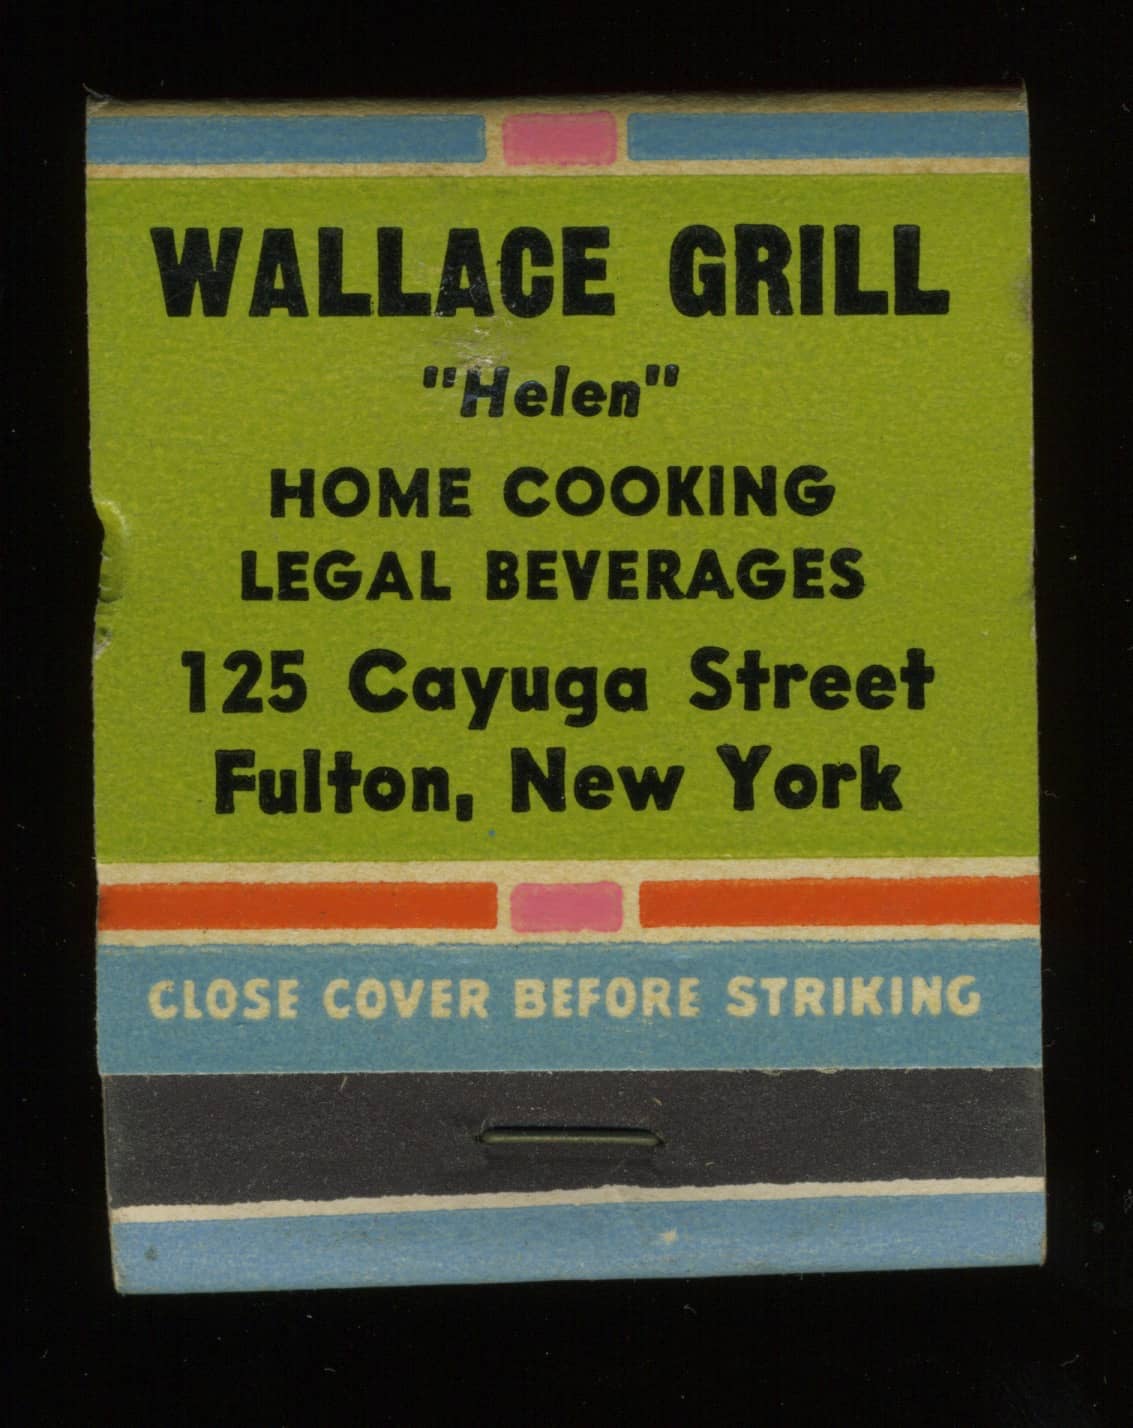 WALLACE GRILL
"Helen"
HOME COOKING
LEGAL BEVERAGES
125 Cayuga Street
Fulton, New York
CLOSE COVER BEFORE STRIKING